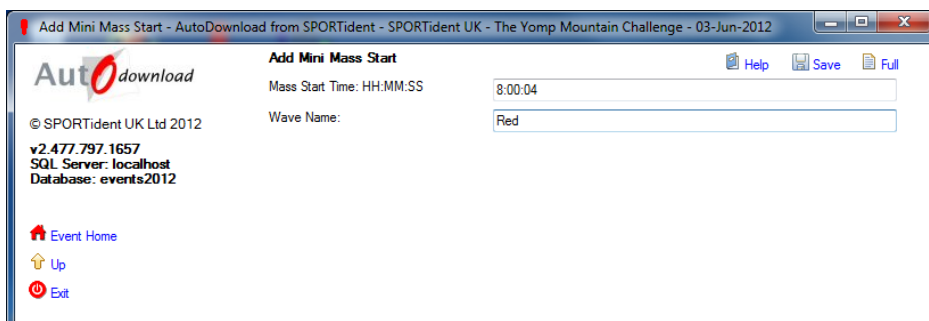 Add Mini Mass Start - AutoDownload from SPORTident - SPORTident UK - The Yomp Mountain Challenge - 03-Jun-2012
AutOdownload
Add Mini Mass Start
Help Save Full
Mass Start Time: HH:MM:SS 8:00:04
Wave Name: Red
© SPORTident UK Ltd 2012
v2.477.797.1657
SQL Server: localhost
Database: events2012
Event Home
Up
Exit